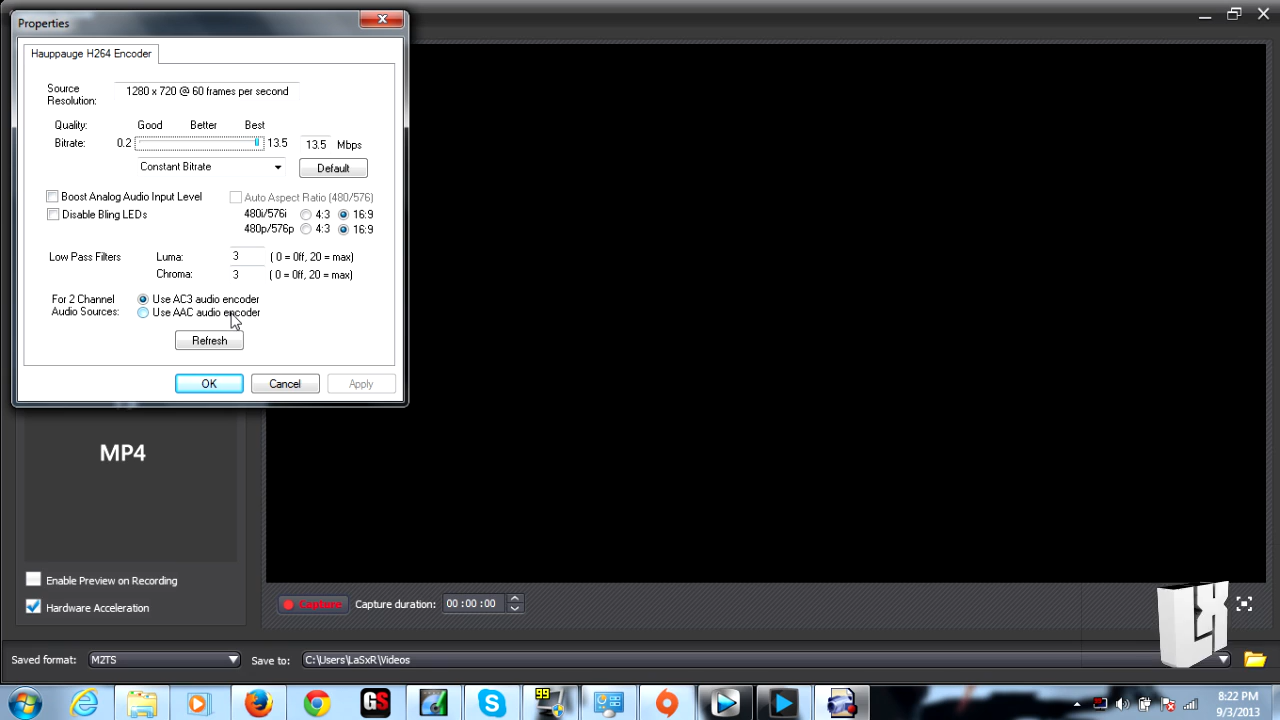 Properties
Hauppauge H264 Encoder
Source Resolution: 1280 x 720 @ 60 frames per second
Quality: Good Better Best
Bitrate: 0.2 13.5 13.5 Mbps
Constant Bitrate Default
Boost Analog Audio Input Level Auto Aspect Ratio (480/576)
Disable Bling LEDs 480i/576i 4:3 16:9
480p/576p 4:3 16:9
Low Pass Filters Luma: 3 ( 0 = Off, 20 = max)
Chroma: 3 ( 0 = Off, 20 = max)
For 2 Channel Use AC3 audio encoder
Audio Sources: Use AAC audio encoder
Refresh
OK Cancel Apply
MP4
Enable Preview on Recording
Hardware Acceleration
Capture Capture duration: 00 :00 :00
LX
Saved format: M2TS Save to: C:\Users\LaSxR\Videos
GS
99
8:22 PM
9/3/2013